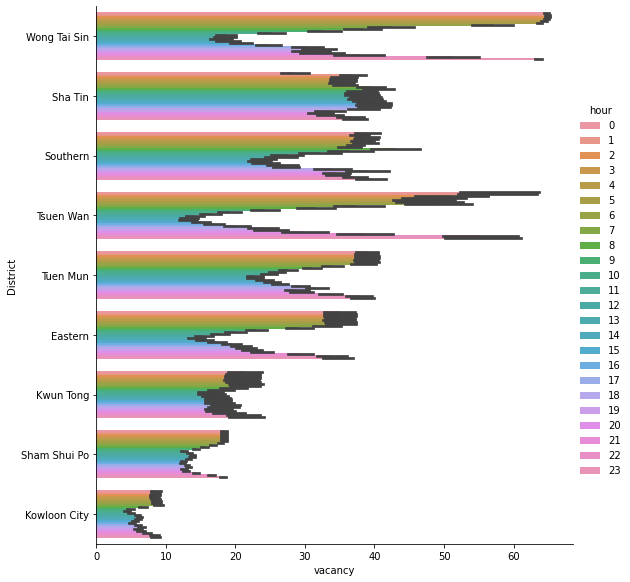 Wong Tai Sin
Sha Tin
Southern
Tsuen Wan
Tuen Mun
Eastern
Kwun Tong
Sham Shui Po
Kowloon City
District
0 10 20 30 40 50 60
vacancy
hour
0
1
2
3
4
5
6
7
8
9
10
11
12
13
14
15
16
17
18
19
20
21
22
23